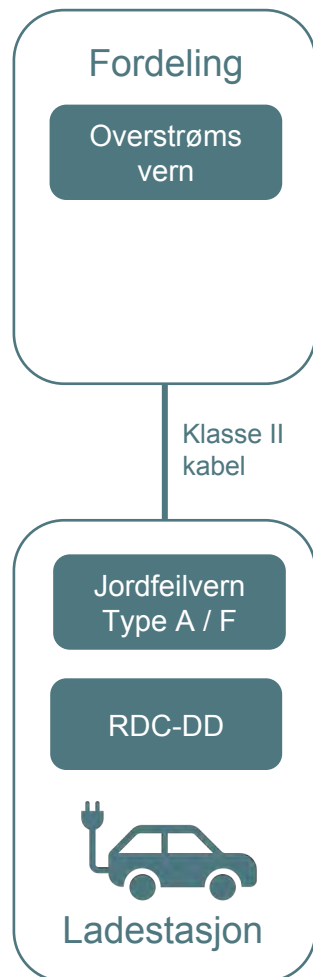 Fordeling
Overstrøms
vern
Klasse II
kabel
Jordfeilvern
Type A / F
RDC-DD
Ladestasjon